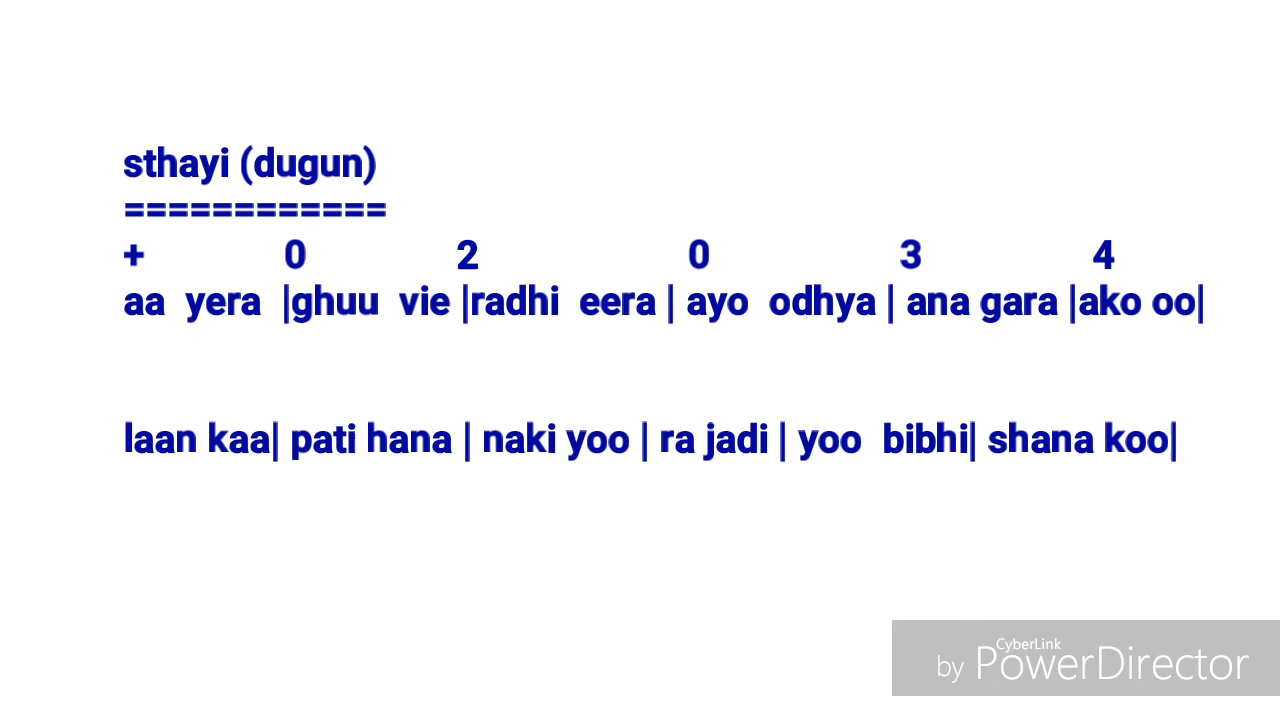 sthayi (dugun)
============
+ 0 2 0 3 4
aa yera |ghuu vie |radhi eera | ayo odhya | ana gara |ako oo|
laan kaa| pati hana | naki yoo | ra jadi | yoo bibhi| shana koo|
CyberLink
by PowerDirector